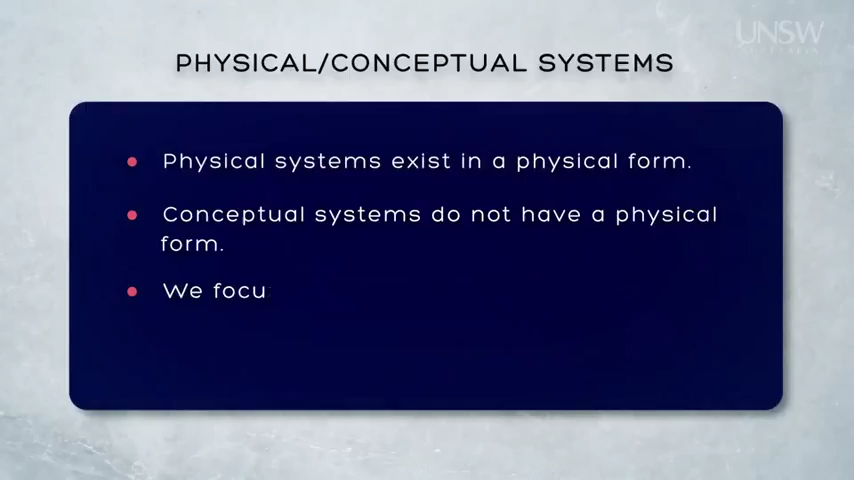 UNSW
PHYSICAL/CONCEPTUAL SYSTEMS
Physical systems exist in a physical form.
Conceptual systems do not have a physical
form.
We focu